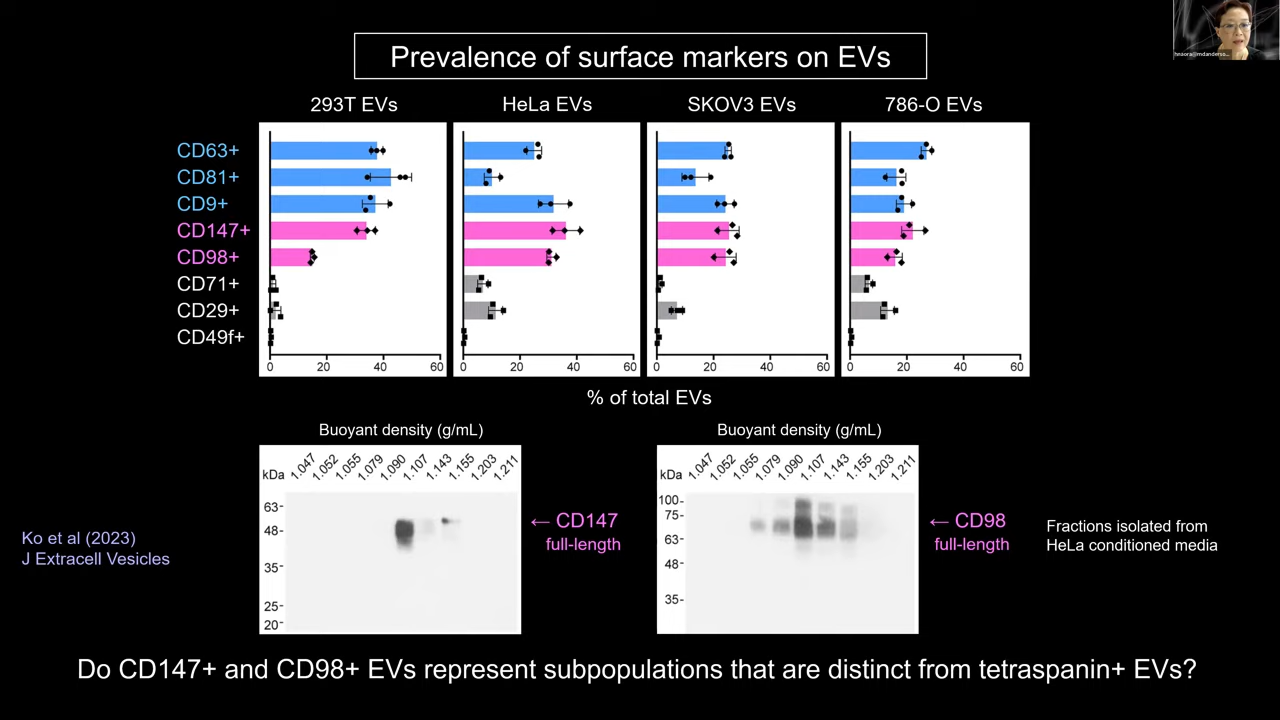 Prevalence of surface markers on EVs
293T EVs
HeLa EVs
SKOV3 EVs
786-O EVs
CD63+
CD81+
CD9+
CD147+
CD98+
CD71+
CD29+
CD49f+
0 20 40 60
0 20 40 60
0 20 40 60
0 20 40 60
% of total EVs
Buoyant density (g/mL)
kDa 1.047 1.052 1.055 1.079 1.090 1.107 1.143 1.155 1.203 1.211
63-
48-
35-
25-
20-
← CD147
full-length
Buoyant density (g/mL)
kDa 1.047 1.052 1.055 1.079 1.090 1.107 1.143 1.155 1.203 1.211
100-
75-
63-
48-
35-
← CD98
full-length
Fractions isolated from
HeLa conditioned media
Ko et al (2023)
J Extracell Vesicles
Do CD147+ and CD98+ EVs represent subpopulations that are distinct from tetraspanin+ EVs?